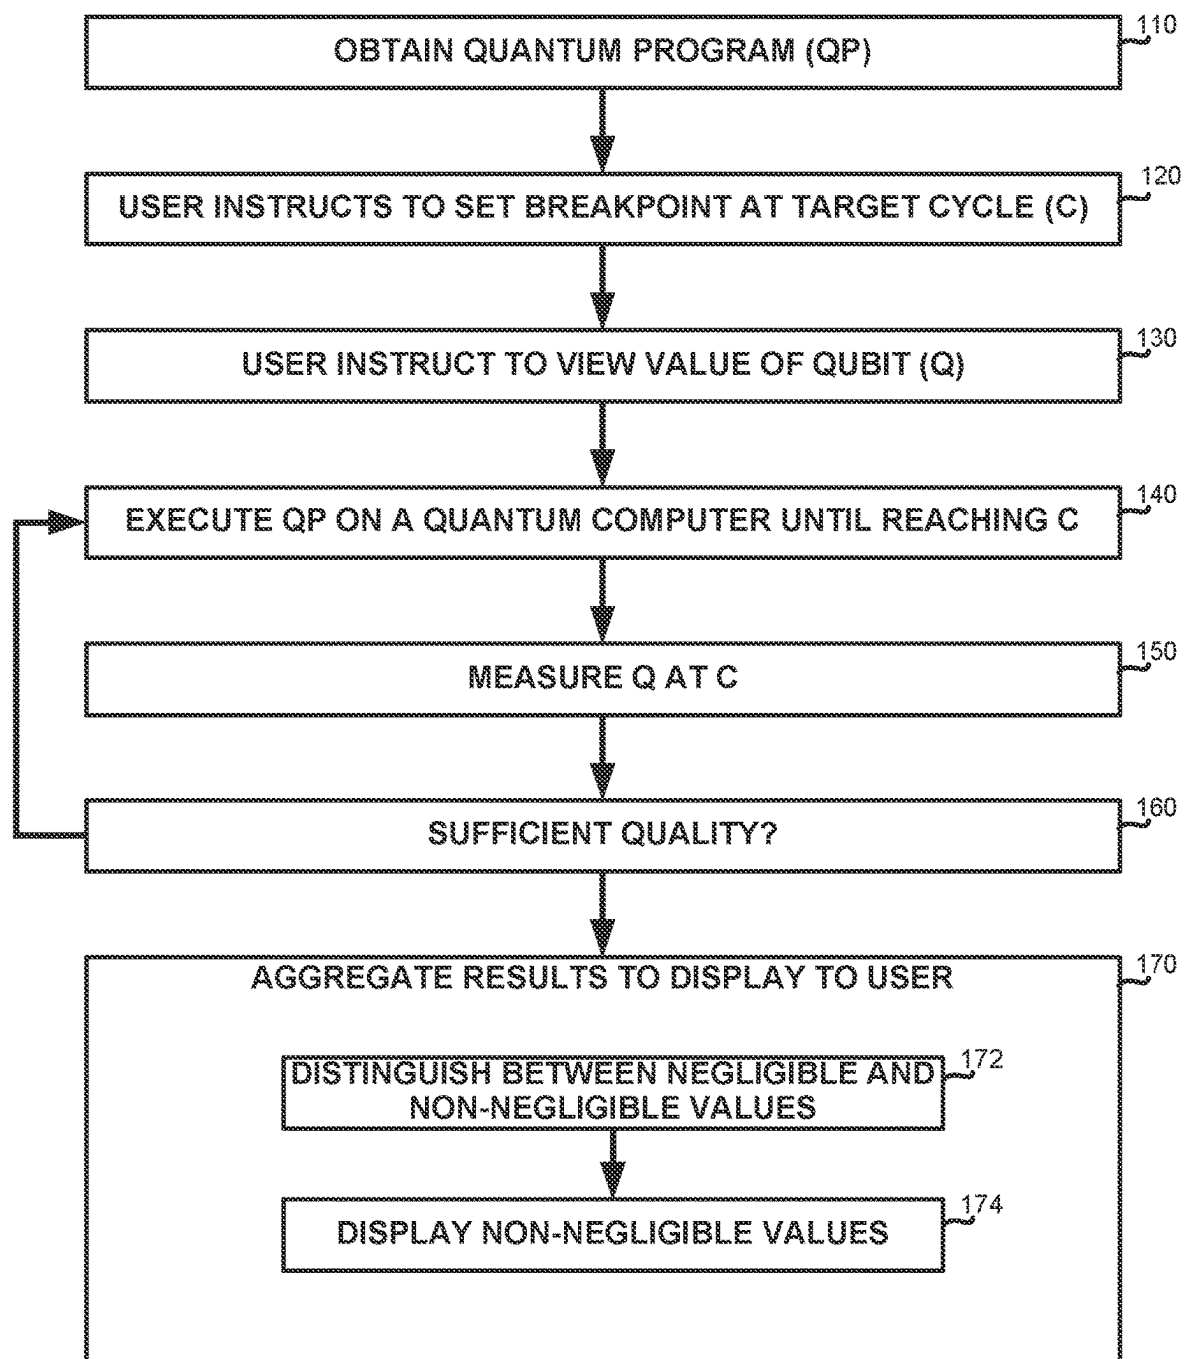 110
OBTAIN QUANTUM PROGRAM (QP)
120
USER INSTRUCTS TO SET BREAKPOINT AT TARGET CYCLE (C)
130
USER INSTRUCT TO VIEW VALUE OF QUBIT (Q)
140
EXECUTE QP ON A QUANTUM COMPUTER UNTIL REACHING C
150
MEASURE Q AT C
160
SUFFICIENT QUALITY?
170
AGGREGATE RESULTS TO DISPLAY TO USER
172
DISTINGUISH BETWEEN NEGLIGIBLE AND
NON-NEGLIGIBLE VALUES
174
DISPLAY NON-NEGLIGIBLE VALUES